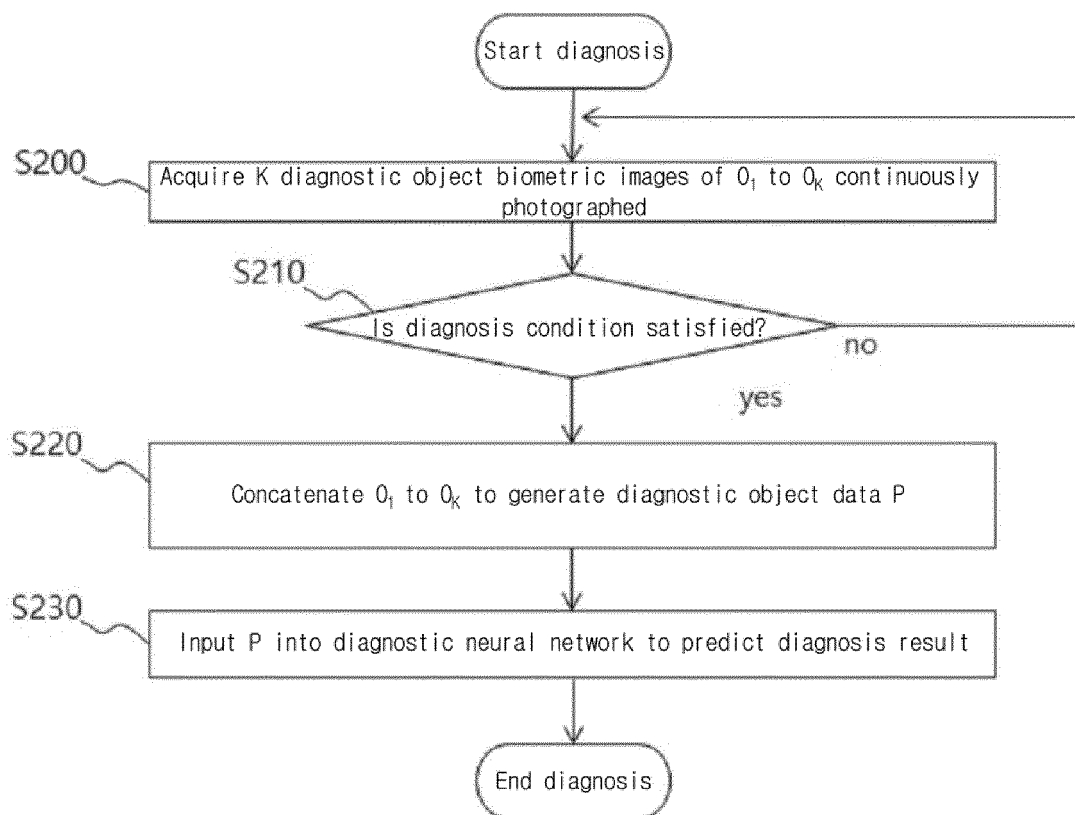 Start diagnosis
S200
Acquire K diagnostic object biometric images of O₁ to Oₖ continuously
photographed
S210
Is diagnosis condition satisfied?
no
yes
S220
Concatenate O₁ to Oₖ to generate diagnostic object data P
S230
Input P into diagnostic neural network to predict diagnosis result
End diagnosis